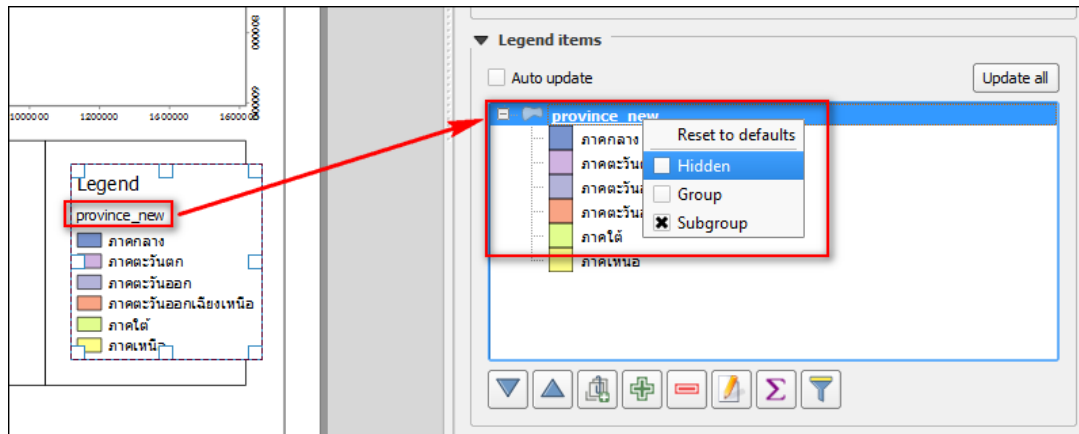 800000
600000
1000000
1200000
1400000
1600000
Legend
province_new
ภาคกลาง
ภาคตะวันตก
ภาคตะวันออก
ภาคตะวันออกเฉียงเหนือ
ภาคใต้
ภาคเหนือ
Legend items
Auto update
Update all
province_new
ภาคกลาง
ภาคตะวัน
ภาคตะวัน
ภาคตะวัน
ภาคใต้
ภาคเหนือ
Reset to defaults
Hidden
Group
Subgroup
Σ